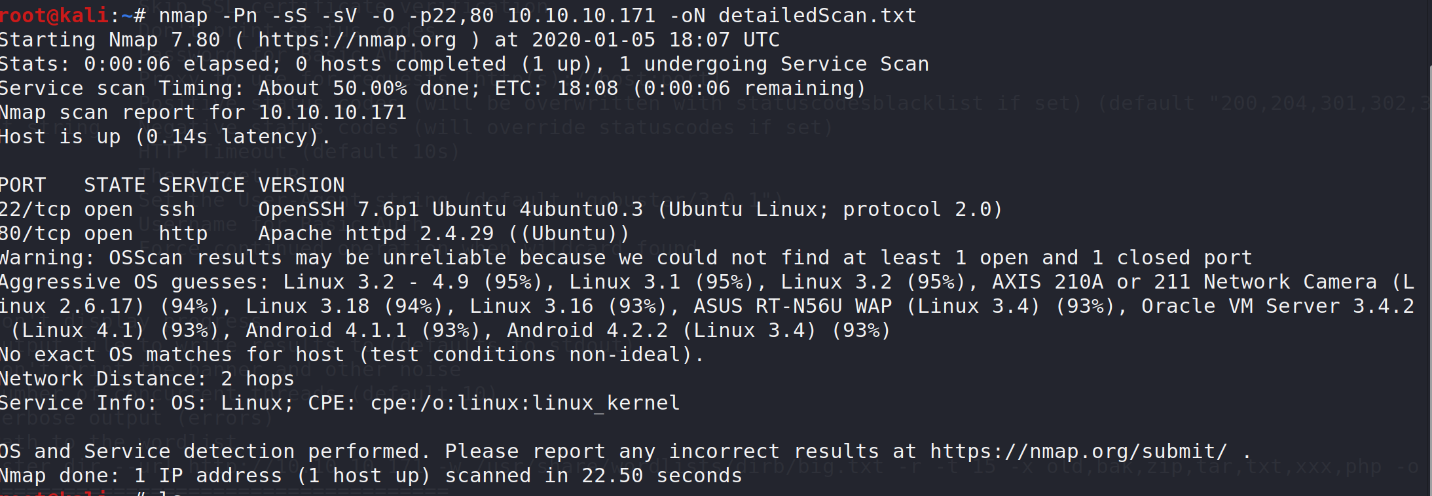 root@kali:~# nmap -Pn -sS -sV -O -p22,80 10.10.10.171 -oN detailedScan.txt
Starting Nmap 7.80 ( https://nmap.org ) at 2020-01-05 18:07 UTC
Stats: 0:00:06 elapsed; 0 hosts completed (1 up), 1 undergoing Service Scan
Service scan Timing: About 50.00% done; ETC: 18:08 (0:00:06 remaining)
Nmap scan report for 10.10.10.171
Host is up (0.14s latency).
PORT   STATE SERVICE VERSION
22/tcp open  ssh     OpenSSH 7.6p1 Ubuntu 4ubuntu0.3 (Ubuntu Linux; protocol 2.0)
80/tcp open  http    Apache httpd 2.4.29 ((Ubuntu))
Warning: OSScan results may be unreliable because we could not find at least 1 open and 1 closed port
Aggressive OS guesses: Linux 3.2 - 4.9 (95%), Linux 3.1 (95%), Linux 3.2 (95%), AXIS 210A or 211 Network Camera (L
inux 2.6.17) (94%), Linux 3.18 (94%), Linux 3.16 (93%), ASUS RT-N56U WAP (Linux 3.4) (93%), Oracle VM Server 3.4.2
 (Linux 4.1) (93%), Android 4.1.1 (93%), Android 4.2.2 (Linux 3.4) (93%)
No exact OS matches for host (test conditions non-ideal).
Network Distance: 2 hops
Service Info: OS: Linux; CPE: cpe:/o:linux:linux_kernel
OS and Service detection performed. Please report any incorrect results at https://nmap.org/submit/ .
Nmap done: 1 IP address (1 host up) scanned in 22.50 seconds